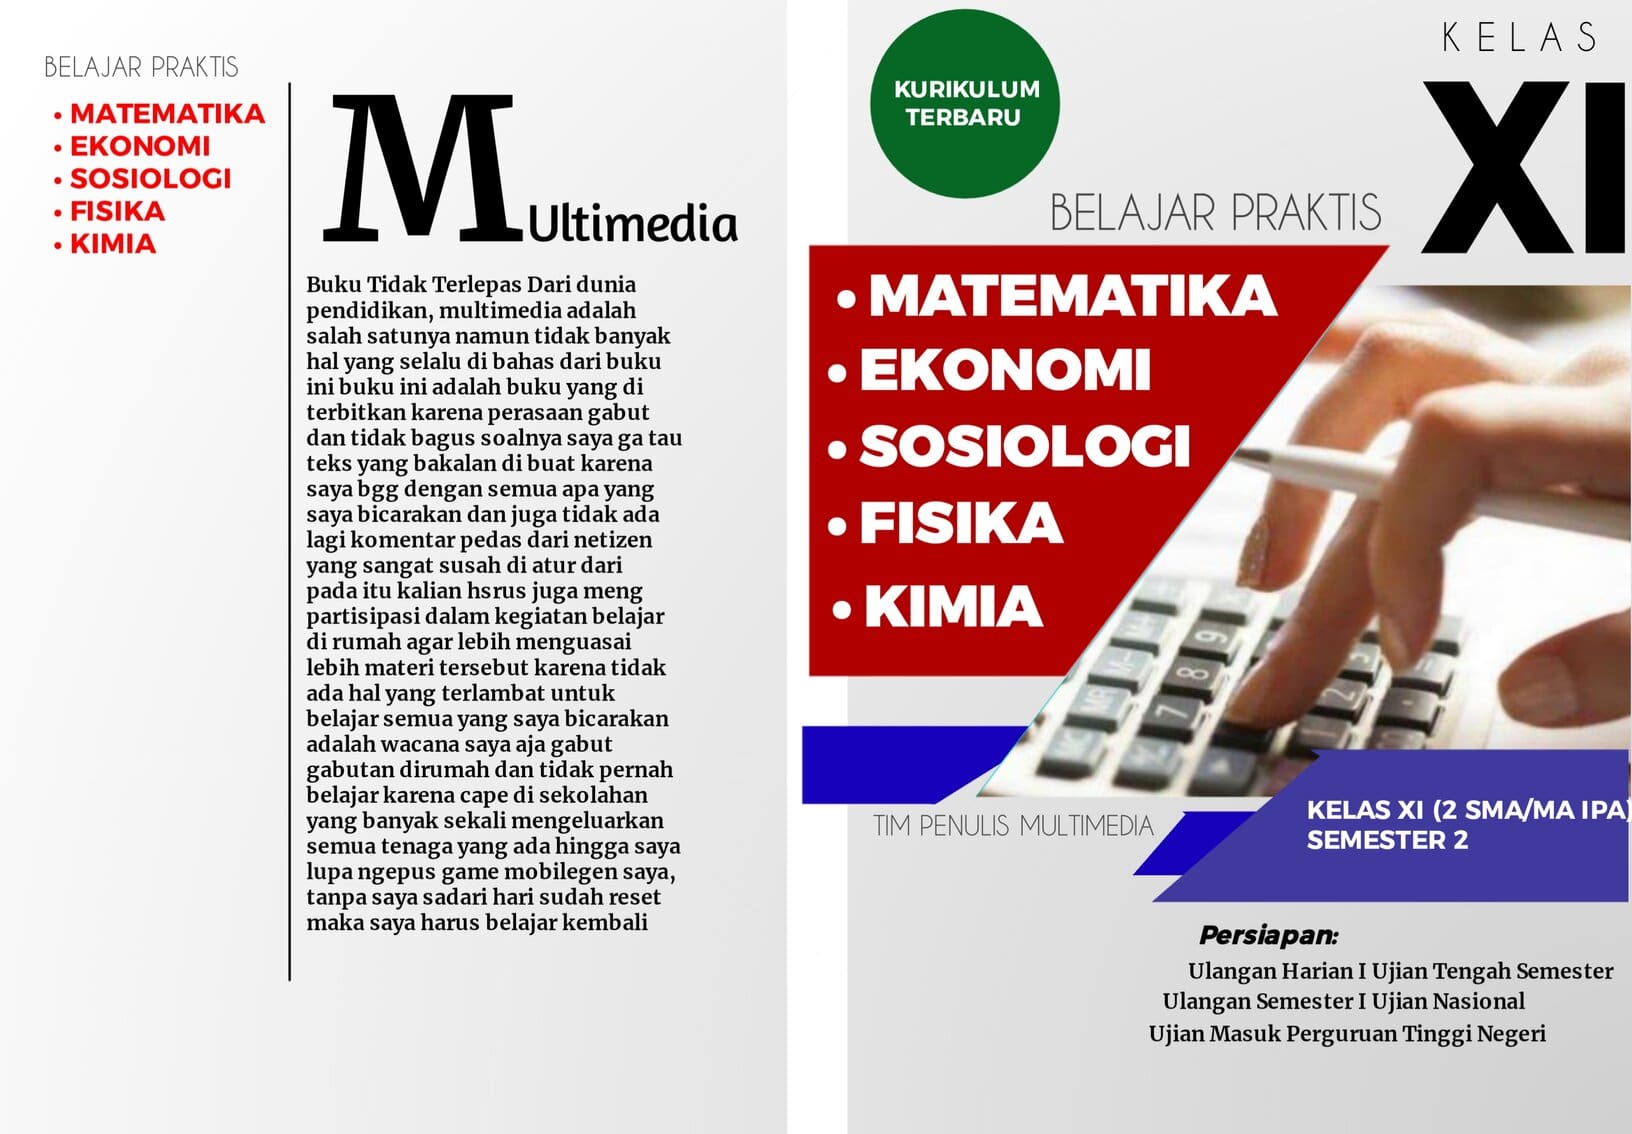 BELAJAR PRAKTIS
• MATEMATIKA
• EKONOMI
• SOSIOLOGI
• FISIKA
• KIMIA
MUltimedia
Buku Tidak Terlepas Dari dunia
pendidikan, multimedia adalah
salah satunya namun tidak banyak
hal yang selalu di bahas dari buku
ini buku ini adalah buku yang di
terbitkan karena perasaan gabut
dan tidak bagus soalnya saya ga tau
teks yang bakalan di buat karena
saya bgg dengan semua apa yang
saya bicarakan dan juga tidak ada
lagi komentar pedas dari netizen
yang sangat susah di atur dari
pada itu kalian hsrus juga meng
partisipasi dalam kegiatan belajar
di rumah agar lebih menguasai
lebih materi tersebut karena tidak
ada hal yang terlambat untuk
belajar semua yang saya bicarakan
adalah wacana saya aja gabut
gabutan dirumah dan tidak pernah
belajar karena cape di sekolahan
yang banyak sekali mengeluarkan
semua tenaga yang ada hingga saya
lupa ngepus game mobilegen saya,
tanpa saya sadari hari sudah reset
maka saya harus belajar kembali
KURIKULUM
TERBARU
KELAS
XI
BELAJAR PRAKTIS
• MATEMATIKA
• EKONOMI
• SOSIOLOGI
• FISIKA
• KIMIA
9
8
7
2
TIM PENULIS MULTIMEDIA
KELAS XI (2 SMA/MA IPA)
SEMESTER 2
Persiapan:
Ulangan Harian I Ujian Tengah Semester
Ulangan Semester I Ujian Nasional
Ujian Masuk Perguruan Tinggi Negeri